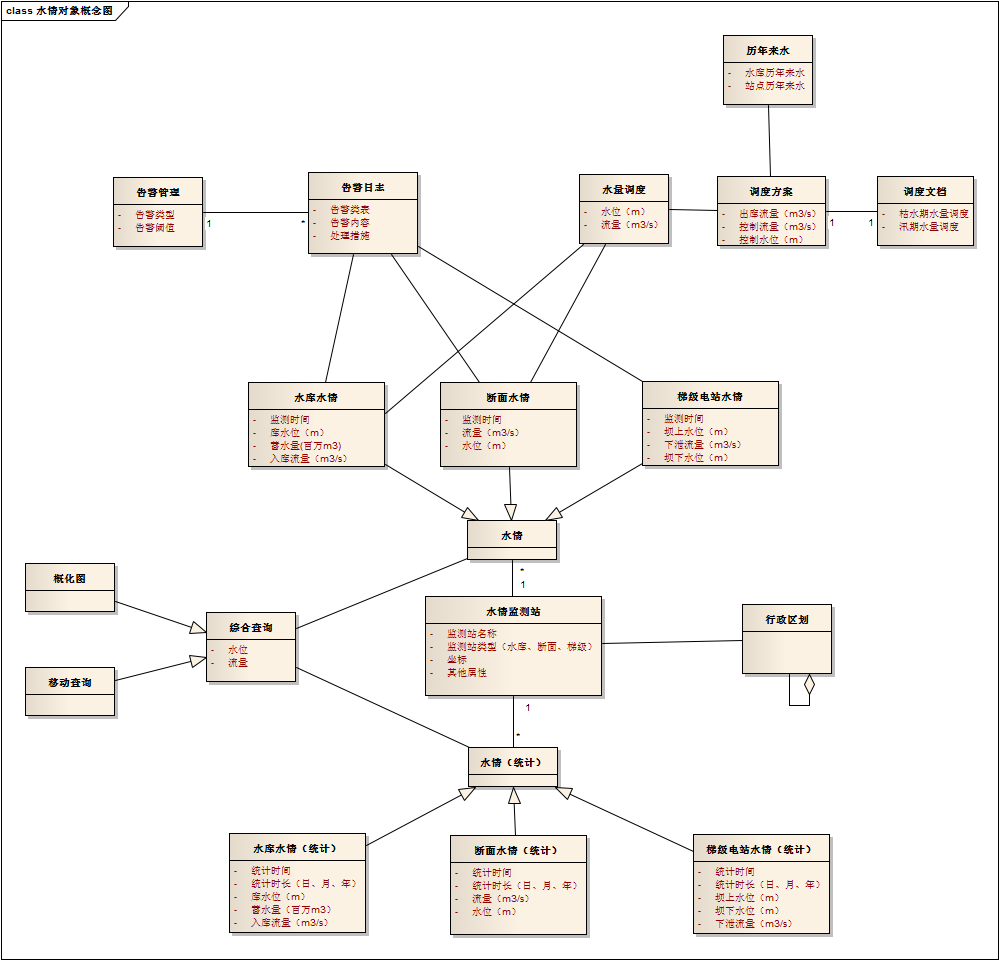 class 水情对象概念图
历年来水
- 水库历年来水
- 站点历年来水
告警管理
- 告警类型
- 告警阈值
1
*
告警日志
- 告警类表
- 告警内容
- 处理措施
水量调度
- 水位（m）
- 流量（m3/s）
调度方案
- 出库流量（m3/s）
- 控制流量（m3/s）
- 控制水位（m）
1
1
调度文档
- 枯水期水量调度
- 汛期水量调度
水库水情
- 监测时间
- 库水位（m）
- 蓄水量(百万m3)
- 入库流量（m3/s）
断面水情
- 监测时间
- 流量（m3/s）
- 水位（m）
梯级电站水情
- 监测时间
- 坝上水位（m）
- 下泄流量（m3/s）
- 坝下水位（m）
水情
*
1
概化图
综合查询
- 水位
- 流量
移动查询
水情监测站
- 监测站名称
- 监测站类型（水库、断面、梯级）
- 坐标
- 其他属性
行政区划
1
*
水情（统计）
水库水情（统计）
- 统计时间
- 统计时长（日、月、年）
- 库水位（m）
- 蓄水量（百万m3）
- 入库流量（m3/s）
断面水情（统计）
- 统计时间
- 统计时长（日、月、年）
- 流量（m3/s）
- 水位（m）
梯级电站水情（统计）
- 统计时间
- 统计时长（日、月、年）
- 坝上水位（m）
- 坝下水位（m）
- 下泄流量（m3/s）